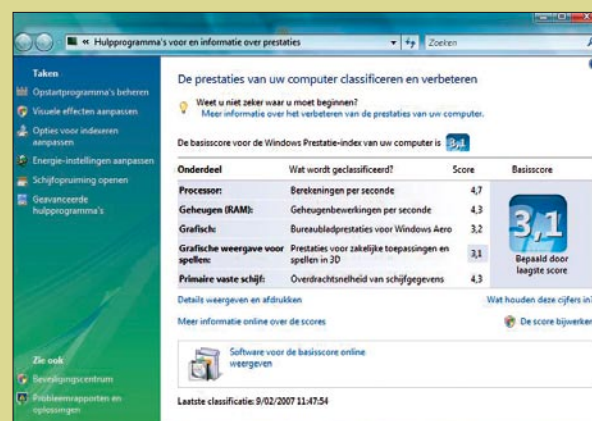 « Hulpprogramma's voor en informatie over prestaties
Zoeken
Taken
Opstartprogramma's beheren
Visuele effecten aanpassen
Opties voor indexeren
aanpassen
Energie-instellingen aanpassen
Schijfopruiming openen
Geavanceerde
hulpprogramma's
Zie ook
Beveiligingscentrum
Probleemrapporten en
oplossingen
De prestaties van uw computer classificeren en verbeteren
Weet u niet zeker waar u moet beginnen?
Meer informatie over het verbeteren van de prestaties van uw computer.
De basisscore voor de Windows Prestatie-index van uw computer is 3,1
Onderdeel Wat wordt geclassificeerd? Score Basisscore
Processor: Berekeningen per seconde 4,7
Geheugen (RAM): Geheugenbewerkingen per seconde 4,3
Grafisch: Bureaubladprestaties voor Windows Aero 3,2
Grafische weergave voor Prestaties voor zakelijke toepassingen en
spellen: spellen in 3D 3,1
Primaire vaste schijf: Overdrachtsnelheid van schijfgegevens 4,3
3,1
Bepaald door
laagste score
Details weergeven en afdrukken Wat houden deze cijfers in?
Meer informatie online over de scores De score bijwerken
Software voor de basisscore online
weergeven
Laatste classificatie: 9/02/2007 11:47:54